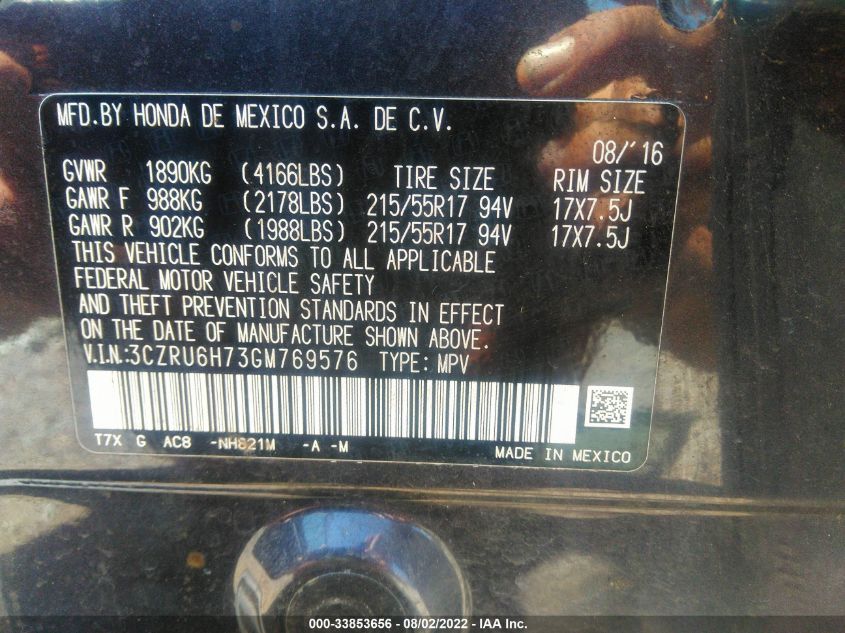 MFD.BY HONDA DE MEXICO S.A. DE C.V.
08/'16
GVWR 1890KG (4166LBS) TIRE SIZE RIM SIZE
GAWR F 988KG (2178LBS) 215/55R17 94V 17X7.5J
GAWR R 902KG (1988LBS) 215/55R17 94V 17X7.5J
THIS VEHICLE CONFORMS TO ALL APPLICABLE
FEDERAL MOTOR VEHICLE SAFETY
AND THEFT PREVENTION STANDARDS IN EFFECT
ON THE DATE OF MANUFACTURE SHOWN ABOVE.
V.I.N:3CZRU6H73GM769576 TYPE: MPV
T7X G AC8 -NH821M -A -M
MADE IN MEXICO
000-33853656 - 08/02/2022 - IAA Inc.